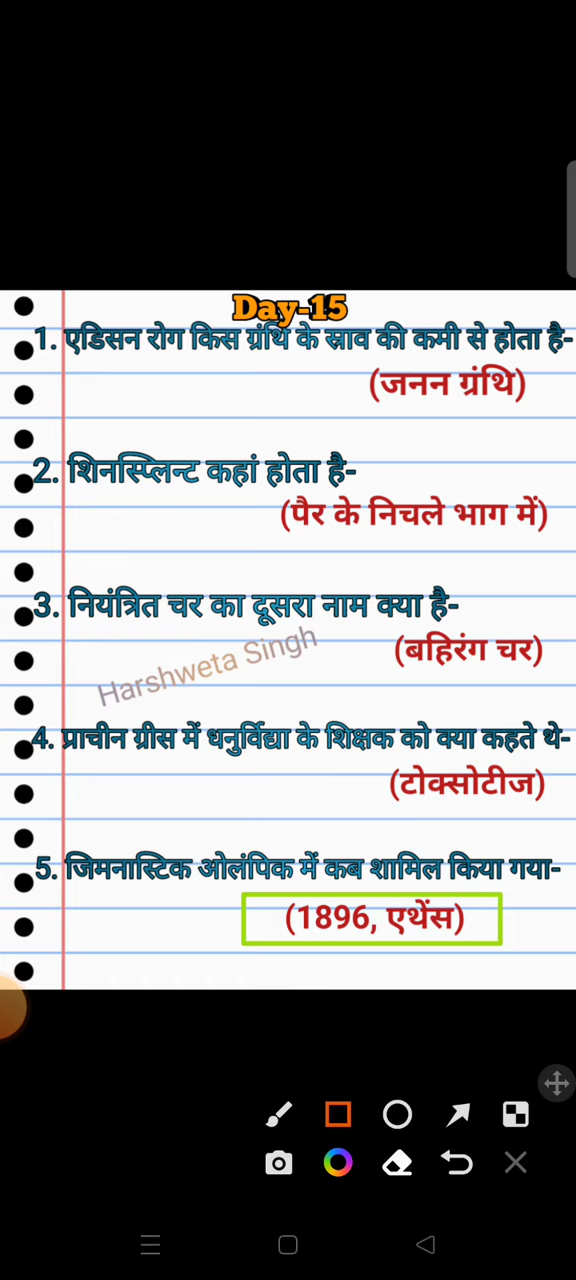 Day-15
1. एडिसन रोग किस ग्रंथि के स्राव की कमी से होता है-
(जनन ग्रंथि)
2. शिनस्प्लिन्ट कहां होता है-
(पैर के निचले भाग में)
3. नियंत्रित चर का दूसरा नाम क्या है-
(बहिरंग चर)
Harshweta Singh
4. प्राचीन ग्रीस में धनुर्विद्या के शिक्षक को क्या कहते थे-
(टोक्सोटीज)
5. जिमनास्टिक ओलंपिक में कब शामिल किया गया-
(1896, एथेंस)